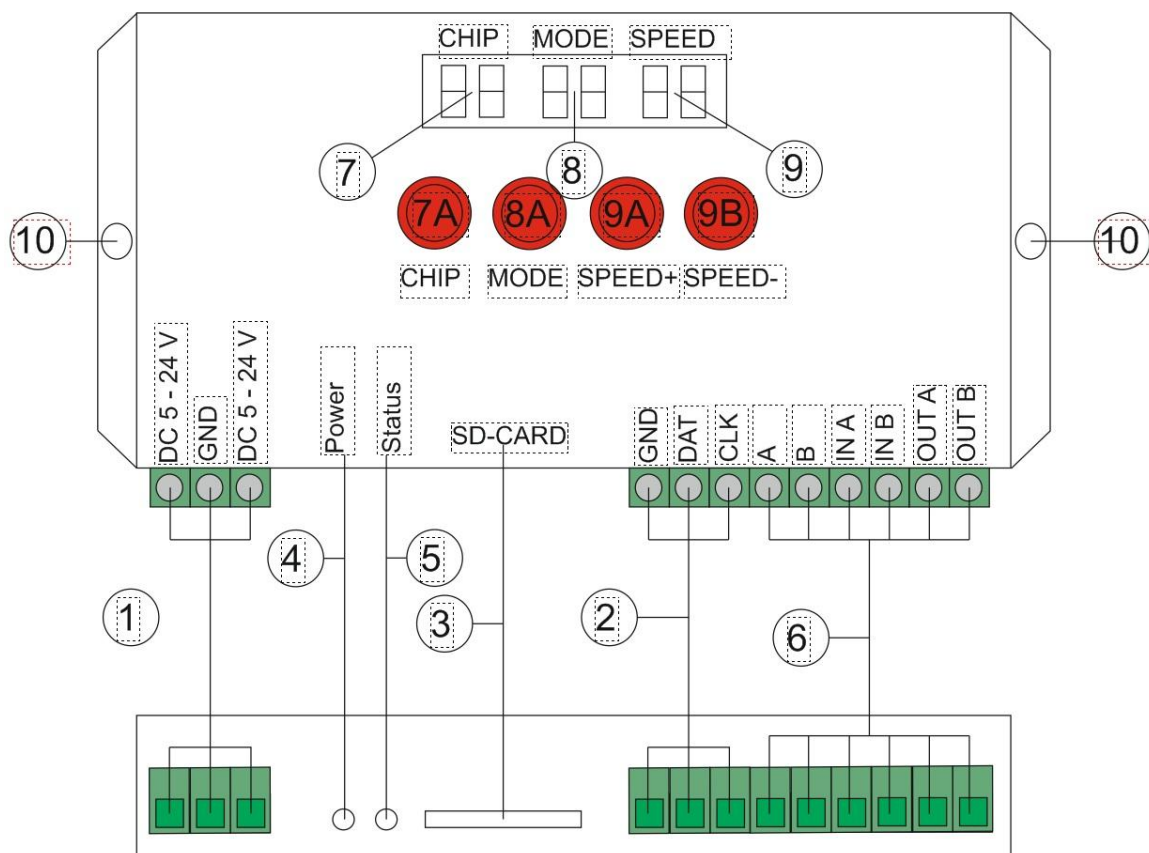 CHIP MODE SPEED
7 8 9
7A 8A 9A 9B
10 10
CHIP MODE SPEED+ SPEED-
DC 5 - 24 V
GND
DC 5 - 24 V
Power
Status
SD-CARD
GND
DAT
CLK
A
B
IN A
IN B
OUT A
OUT B
4 5
1 3 2 6